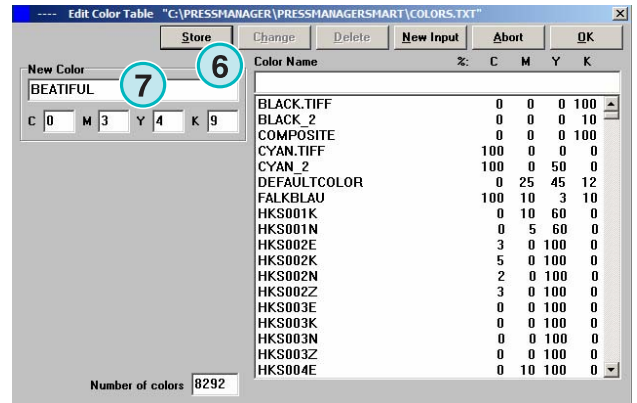 ---- Edit Color Table "C:\PRESSMANAGER\PRESSMANAGERSMART\COLORS.TXT" X
Store Change Delete New Input Abort OK
6
New Color
BEATIFUL
7
C 0 M 3 Y 4 K 9
Color Name %: C M Y K
BLACK.TIFF 0 0 0 100
BLACK_2 0 0 0 10
COMPOSITE 0 0 0 100
CYAN.TIFF 100 0 0 0
CYAN_2 100 0 50 0
DEFAULTCOLOR 0 25 45 12
FALKBLAU 100 10 3 10
HKS001K 0 10 60 0
HKS001N 0 5 60 0
HKS002E 3 0 100 0
HKS002K 5 0 100 0
HKS002N 2 0 100 0
HKS002Z 3 0 100 0
HKS003E 0 0 100 0
HKS003K 0 0 100 0
HKS003N 0 0 100 0
HKS003Z 0 0 100 0
HKS004E 0 10 100 0
Number of colors 8292